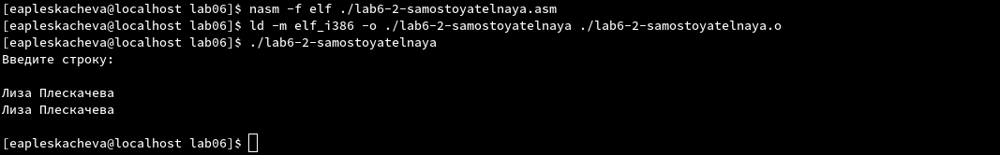 [eapleskacheva@localhost lab06]$ nasm -f elf ./lab6-2-samostoyatelnaya.asm
[eapleskacheva@localhost lab06]$ ld -m elf_i386 -o ./lab6-2-samostoyatelnaya ./lab6-2-samostoyatelnaya.o
[eapleskacheva@localhost lab06]$ ./lab6-2-samostoyatelnaya
Введите строку:
Лиза Плескачева
Лиза Плескачева
[eapleskacheva@localhost lab06]$